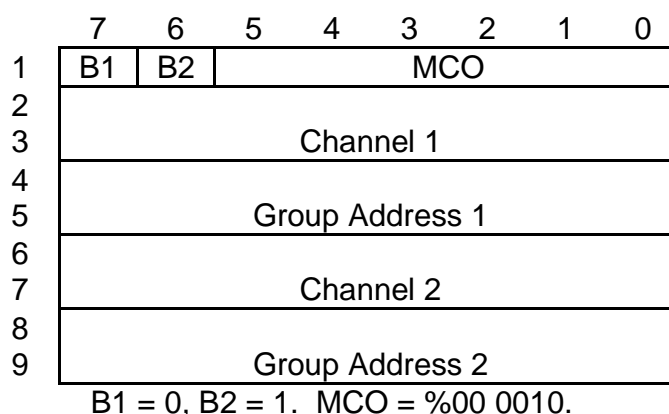 7 6 5 4 3 2 1 0
1 B1 B2 MCO
2
3 Channel 1
4
5 Group Address 1
6
7 Channel 2
8
9 Group Address 2
B1 = 0, B2 = 1. MCO = %00 0010.